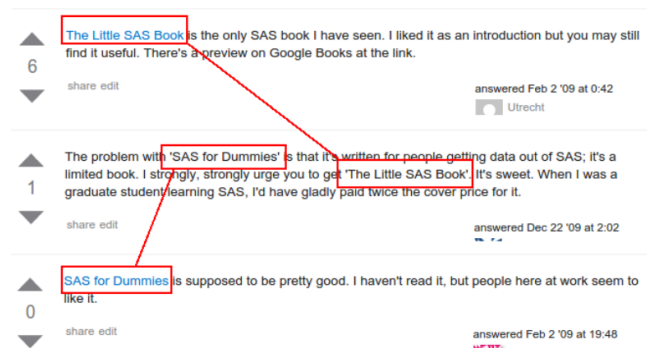 The Little SAS Book is the only SAS book I have seen. I liked it as an introduction but you may still
find it useful. There's a preview on Google Books at the link.
6
share edit
answered Feb 2 '09 at 0:42
Utrecht
The problem with 'SAS for Dummies' is that it's written for people getting data out of SAS; it's a
limited book. I strongly, strongly urge you to get 'The Little SAS Book'. It's sweet. When I was a
1
graduate student learning SAS, I'd have gladly paid twice the cover price for it.
share edit
answered Dec 22 '09 at 2:02
SAS for Dummies is supposed to be pretty good. I haven't read it, but people here at work seem to
like it.
0
share edit
answered Feb 2 '09 at 19:48